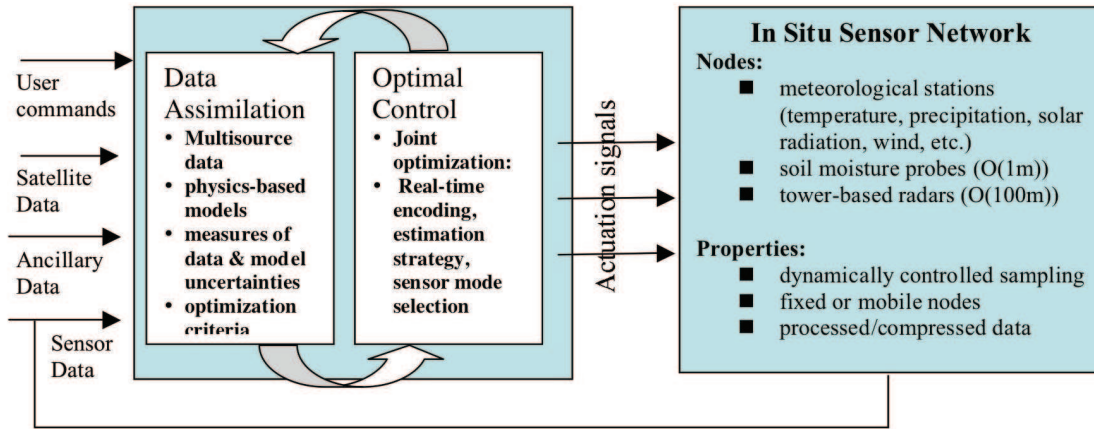 User
commands
Satellite
Data
Ancillary
Data
Sensor
Data
Data
Assimilation
• Multisource
data
• physics-based
models
• measures of
data & model
uncertainties
• optimization
criteria
Optimal
Control
• Joint
optimization:
• Real-time
encoding,
estimation
strategy,
sensor mode
selection
Actuation signals
In Situ Sensor Network
Nodes:
■ meteorological stations
(temperature, precipitation, solar
radiation, wind, etc.)
■ soil moisture probes (O(1m))
■ tower-based radars (O(100m))
Properties:
■ dynamically controlled sampling
■ fixed or mobile nodes
■ processed/compressed data